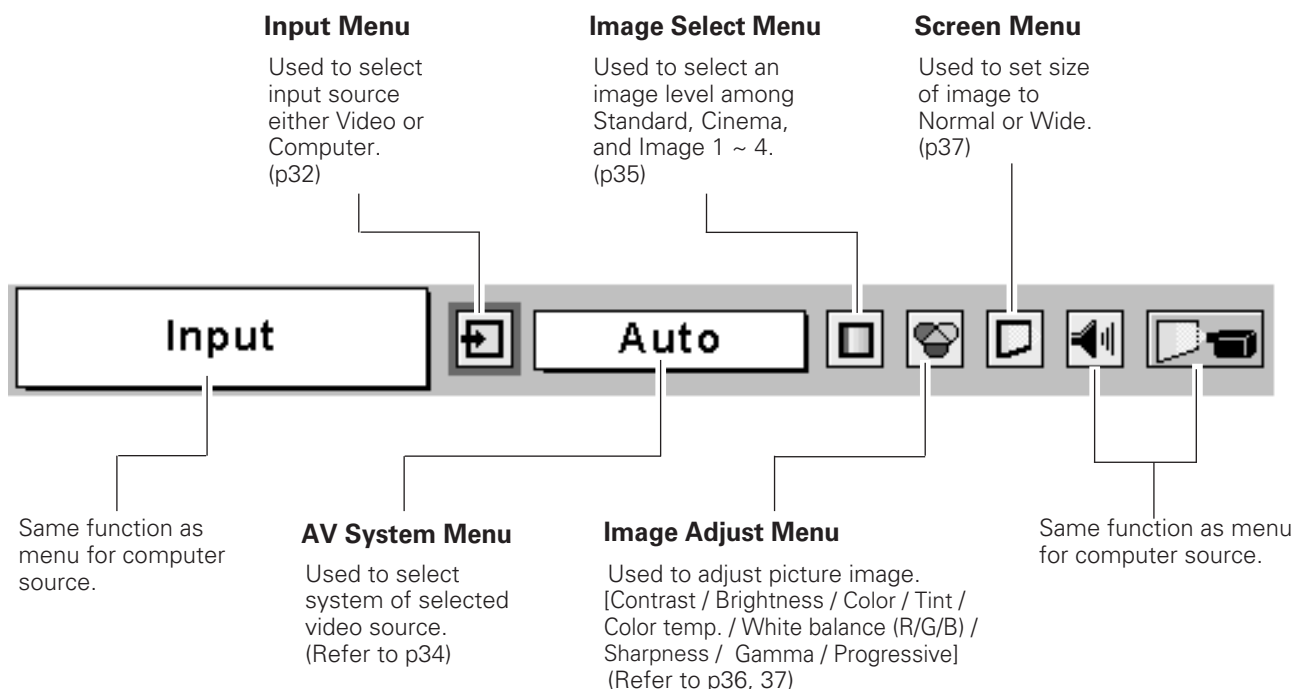 Input Menu
Used to select
input source
either Video or
Computer.
(p32)
Image Select Menu
Used to select an
image level among
Standard, Cinema,
and Image 1 ~ 4.
(p35)
Screen Menu
Used to set size
of image to
Normal or Wide.
(p37)
Input
Auto
Same function as
menu for computer
source.
AV System Menu
Used to select
system of selected
video source.
(Refer to p34)
Image Adjust Menu
Used to adjust picture image.
[Contrast / Brightness / Color / Tint /
Color temp. / White balance (R/G/B) /
Sharpness / Gamma / Progressive]
(Refer to p36, 37)
Same function as menu
for computer source.